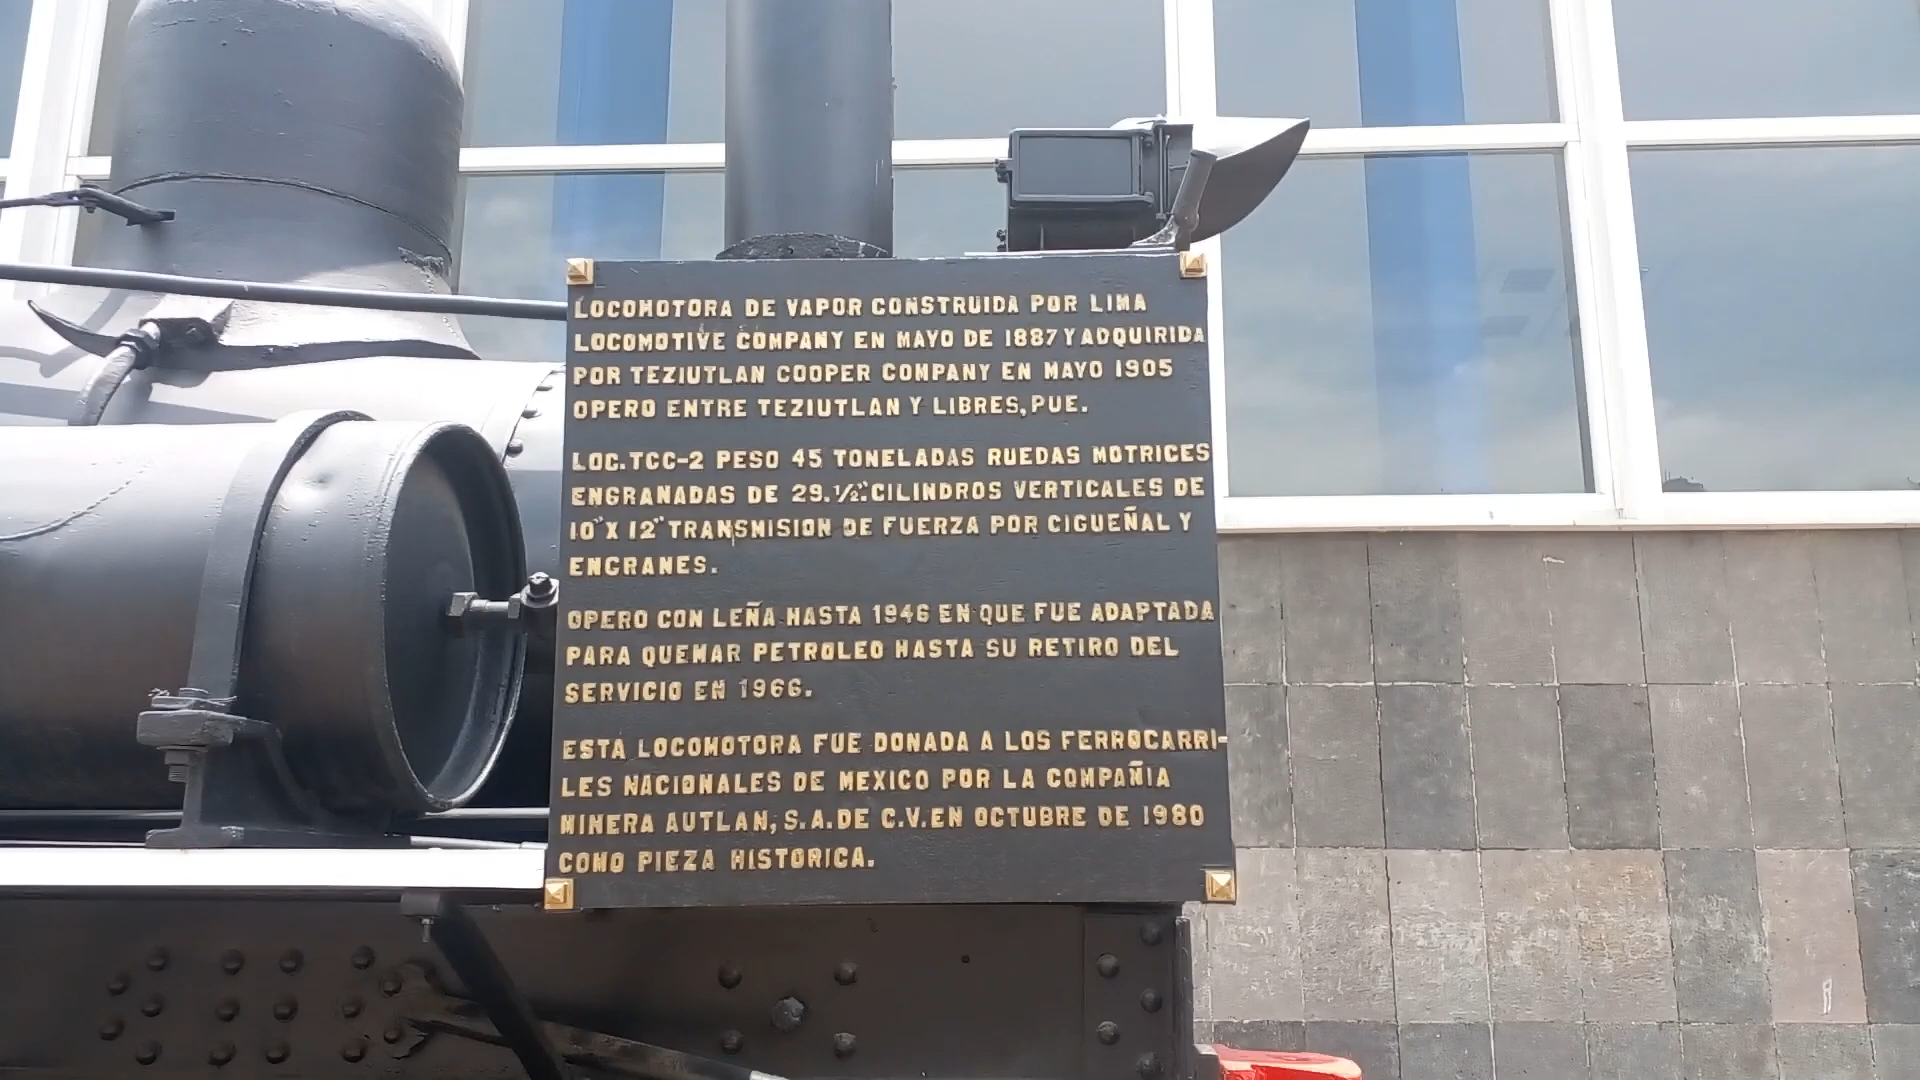 LOCOMOTORA DE VAPOR CONSTRUIDA POR LIMA
LOCOMOTIVE COMPANY EN MAYO DE 1887 Y ADQUIRIDA
POR TEZIUTLAN COOPER COMPANY EN MAYO 1905
OPERO ENTRE TEZIUTLAN Y LIBRES, PUE.
LOC. TCC-2 PESO 45 TONELADAS RUEDAS MOTRICES
ENGRANADAS DE 29. ½" CILINDROS VERTICALES DE
10" X 12" TRANSMISION DE FUERZA POR CIGUEÑAL Y
ENGRANES.
OPERO CON LEÑA HASTA 1946 EN QUE FUE ADAPTADA
PARA QUEMAR PETROLEO HASTA SU RETIRO DEL
SERVICIO EN 1966.
ESTA LOCOMOTORA FUE DONADA A LOS FERROCARRI-
LES NACIONALES DE MEXICO POR LA COMPAÑIA
MINERA AUTLAN, S.A. DE C.V. EN OCTUBRE DE 1980
COMO PIEZA HISTORICA.